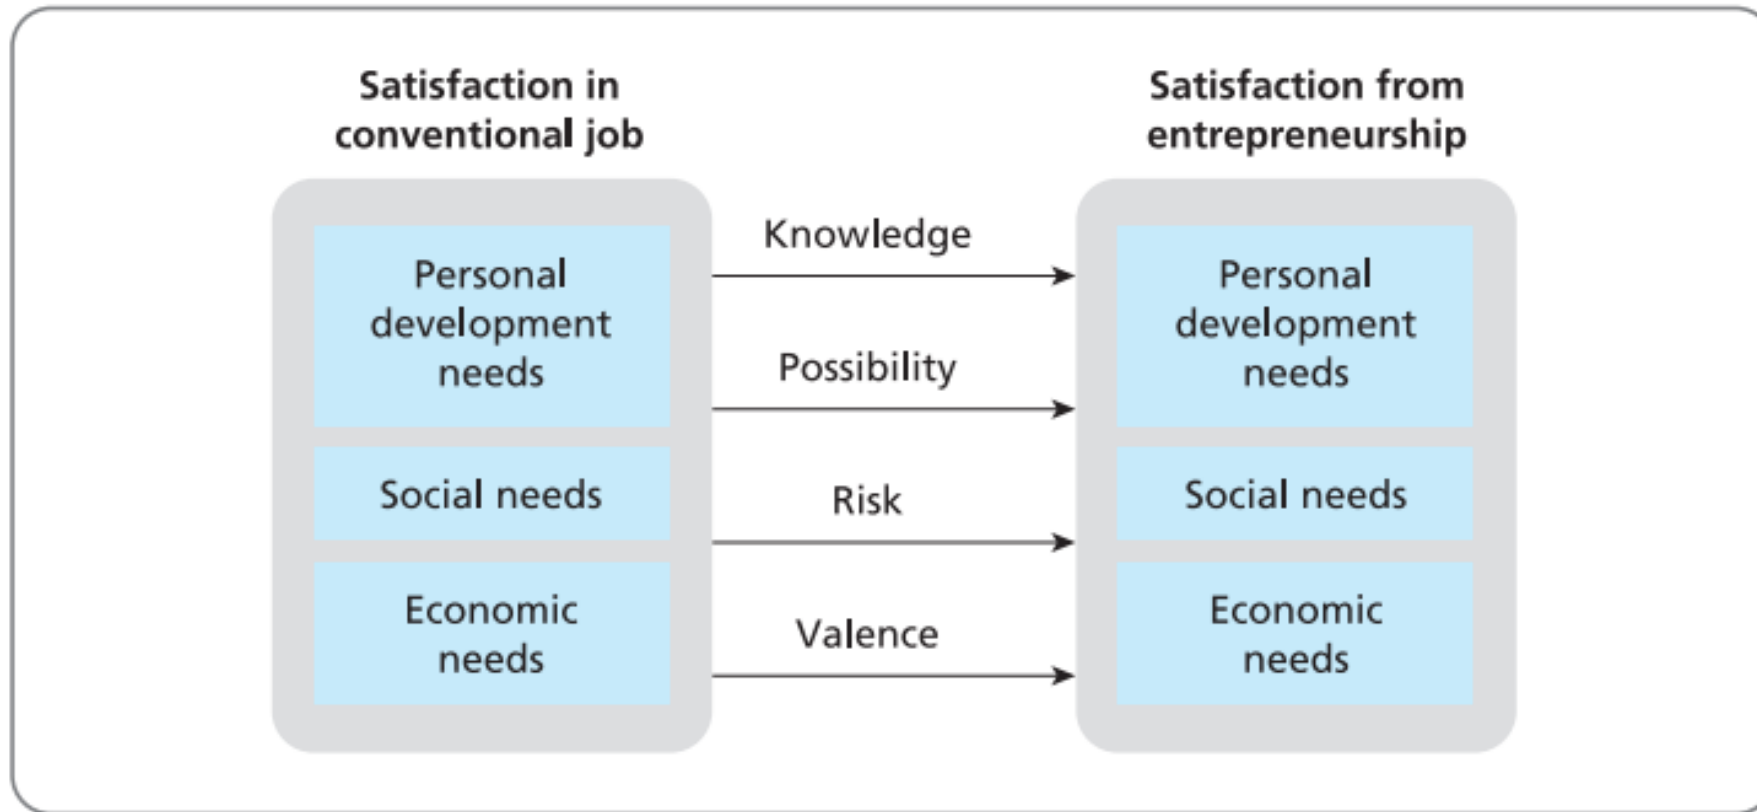 Satisfaction in
conventional job
Satisfaction from
entrepreneurship
Personal
development
needs
Social needs
Economic
needs
Knowledge
Possibility
Risk
Valence
Personal
development
needs
Social needs
Economic
needs